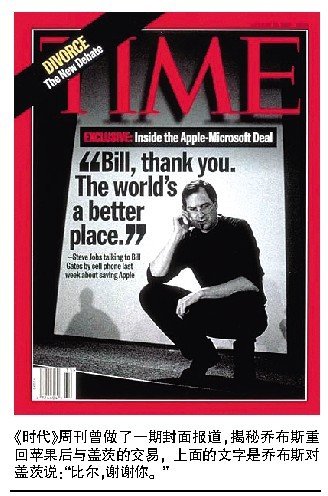 DIVORCE
The New Debate
TIME
EXCLUSIVE: Inside the Apple-Microsoft Deal
“Bill, thank you.
The world's
a better
place.”
—Steve Jobs talking to Bill
Gates by cell phone last
week about saving Apple
《时代》周刊曾做了一期封面报道，揭秘乔布斯重
回苹果后与盖茨的交易，上面的文字是乔布斯对
盖茨说：“比尔,谢谢你。”